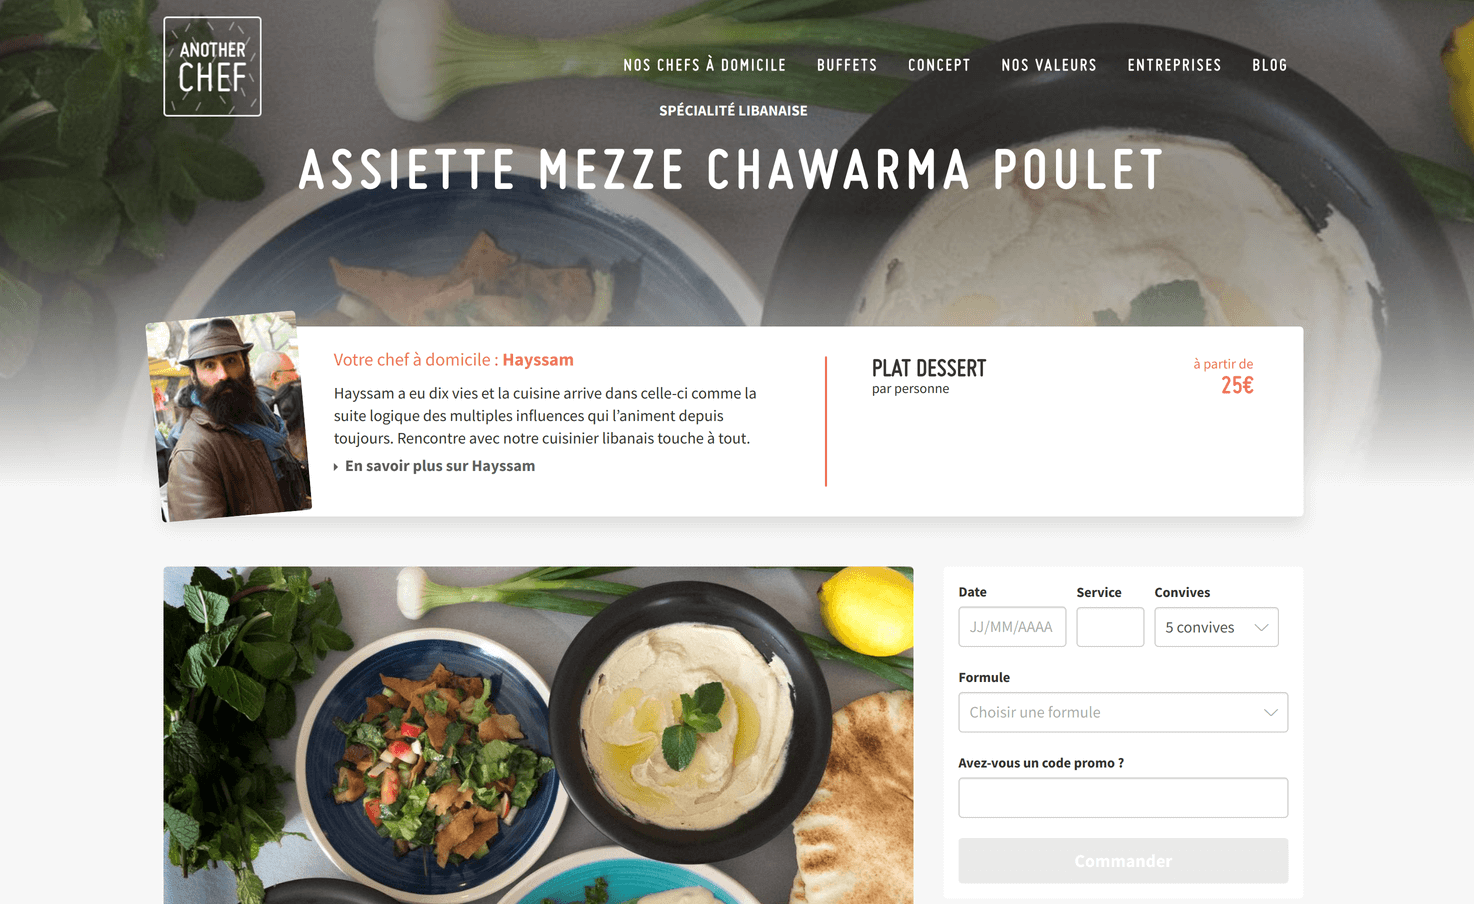 ANOTHER
CHEF
NOS CHEFS À DOMICILE BUFFETS CONCEPT NOS VALEURS ENTREPRISES BLOG
SPÉCIALITÉ LIBANAISE
ASSIETTE MEZZE CHAWARMA POULET
Votre chef à domicile : Hayssam
Hayssam a eu dix vies et la cuisine arrive dans celle-ci comme la
suite logique des multiples influences qui l’animent depuis
toujours. Rencontre avec notre cuisinier libanais touche à tout.
En savoir plus sur Hayssam
PLAT DESSERT
par personne
à partir de
25€
Date Service Convives
JJ/MM/AAAA 5 convives
Formule
Choisir une formule
Avez-vous un code promo ?
Commander